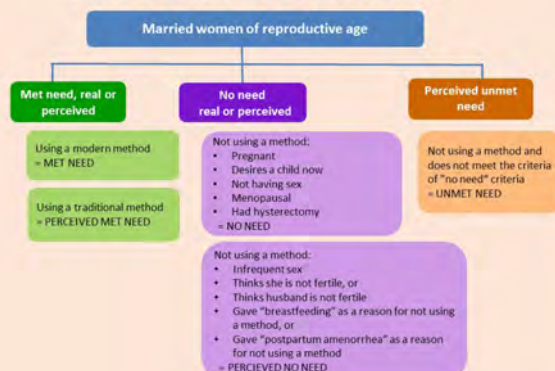 Married women of reproductive age
Met need, real or
perceived
No need
real or perceived
Perceived unmet
need
Using a modern method
= MET NEED
Using a traditional method
= PERCEIVED MET NEED
Not using a method:
• Pregnant
• Desires a child now
• Not having sex
• Menopausal
• Had hysterectomy
= NO NEED
Not using a method:
• Infrequent sex
• Thinks she is not fertile, or
• Thinks husband is not fertile
• Gave "breastfeeding" as a reason for not using
a method, or
• Gave "postpartum amenorrhea" as a reason
for not using a method
= PERCIEVED NO NEED
Not using a method and
does not meet the criteria
of "no need" criteria
= UNMET NEED